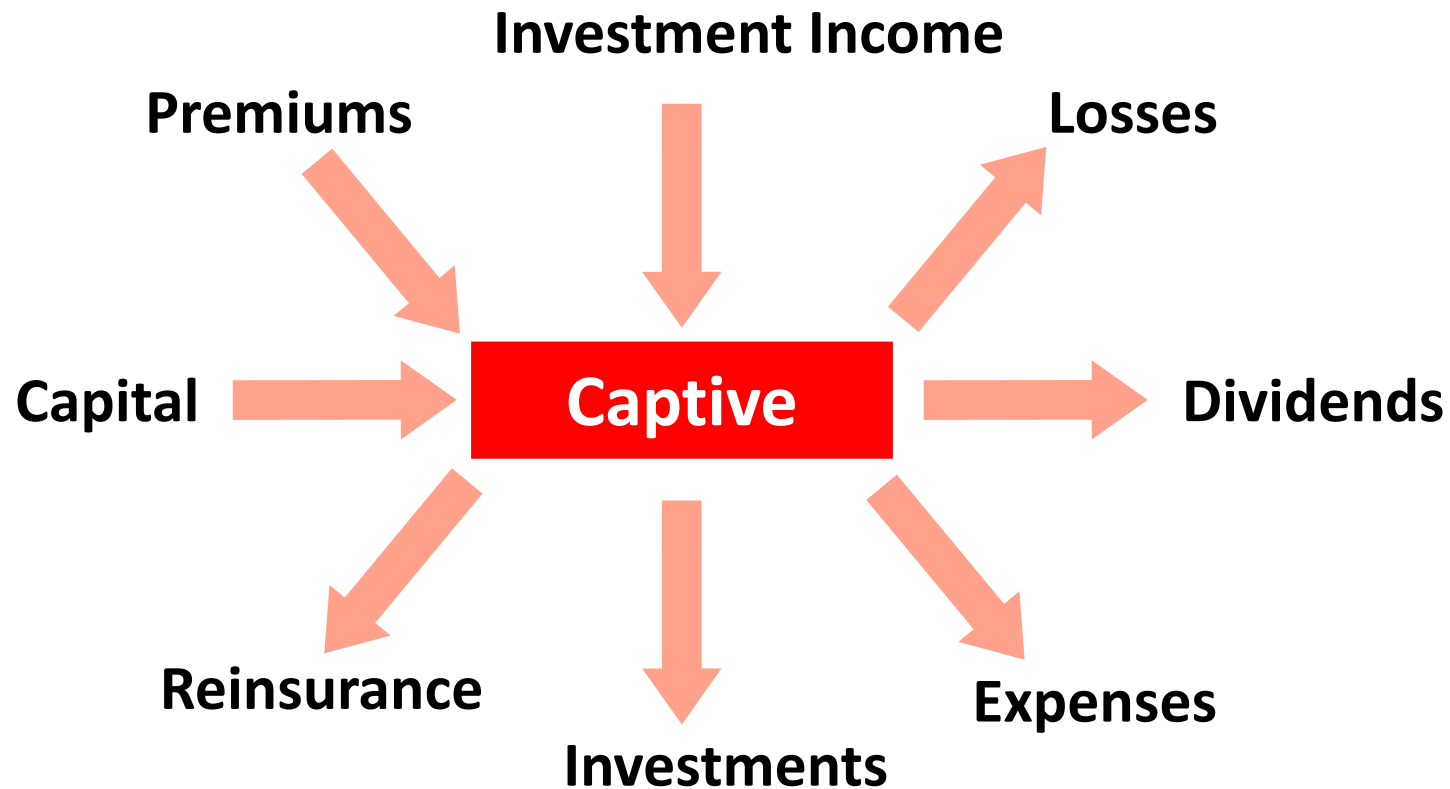 Investment Income
Premiums
Losses
Capital
Captive
Dividends
Reinsurance
Expenses
Investments